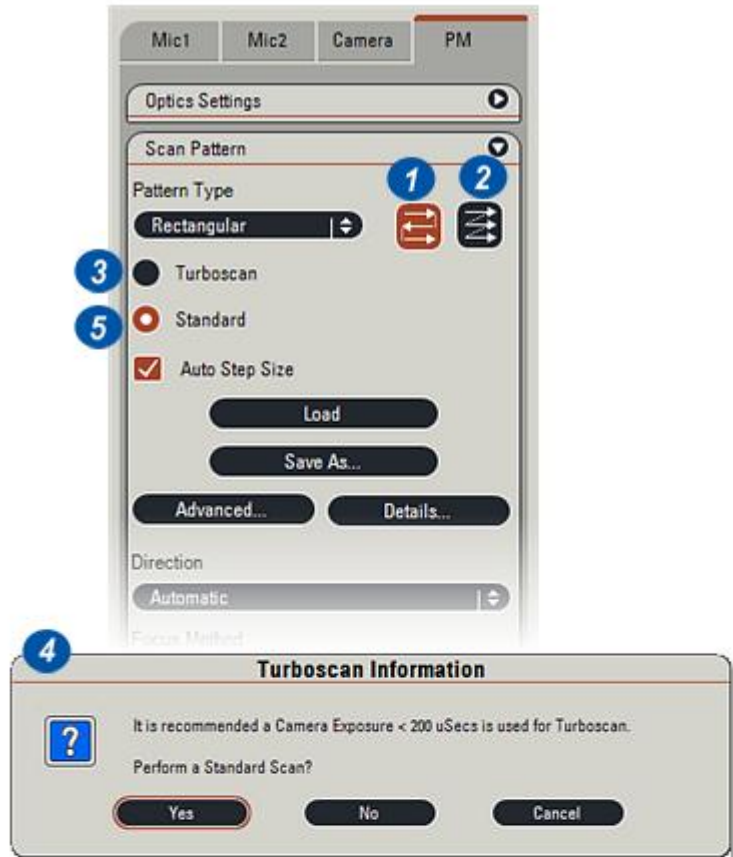 Mic1 Mic2 Camera PM
Optics Settings
Scan Pattern
1 2
Pattern Type
Rectangular
3 Turboscan
5 Standard
Auto Step Size
Load
Save As...
Advanced... Details...
Direction
Automatic
Focus Method
4
Turboscan Information
?
It is recommended a Camera Exposure < 200 uSecs is used for Turboscan.
Perform a Standard Scan?
Yes No Cancel